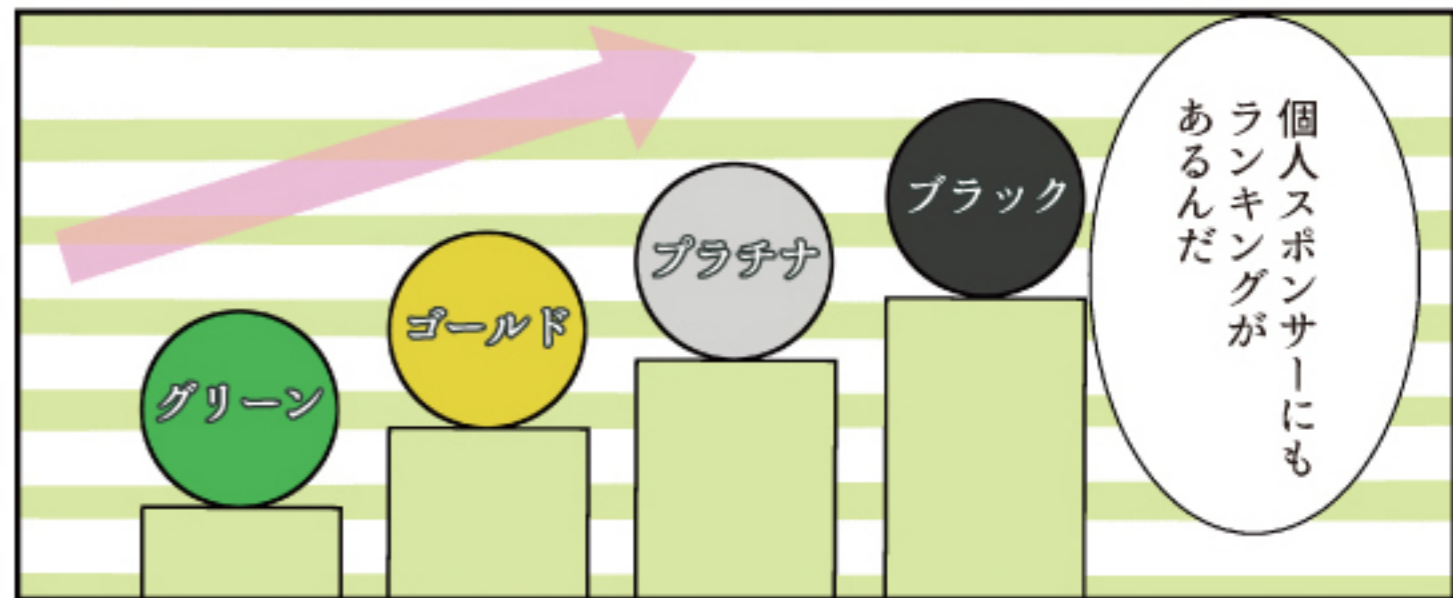 個人スポンサーにも
ランキングが
あるんだ
ブラック
プラチナ
ゴールド
グリーン